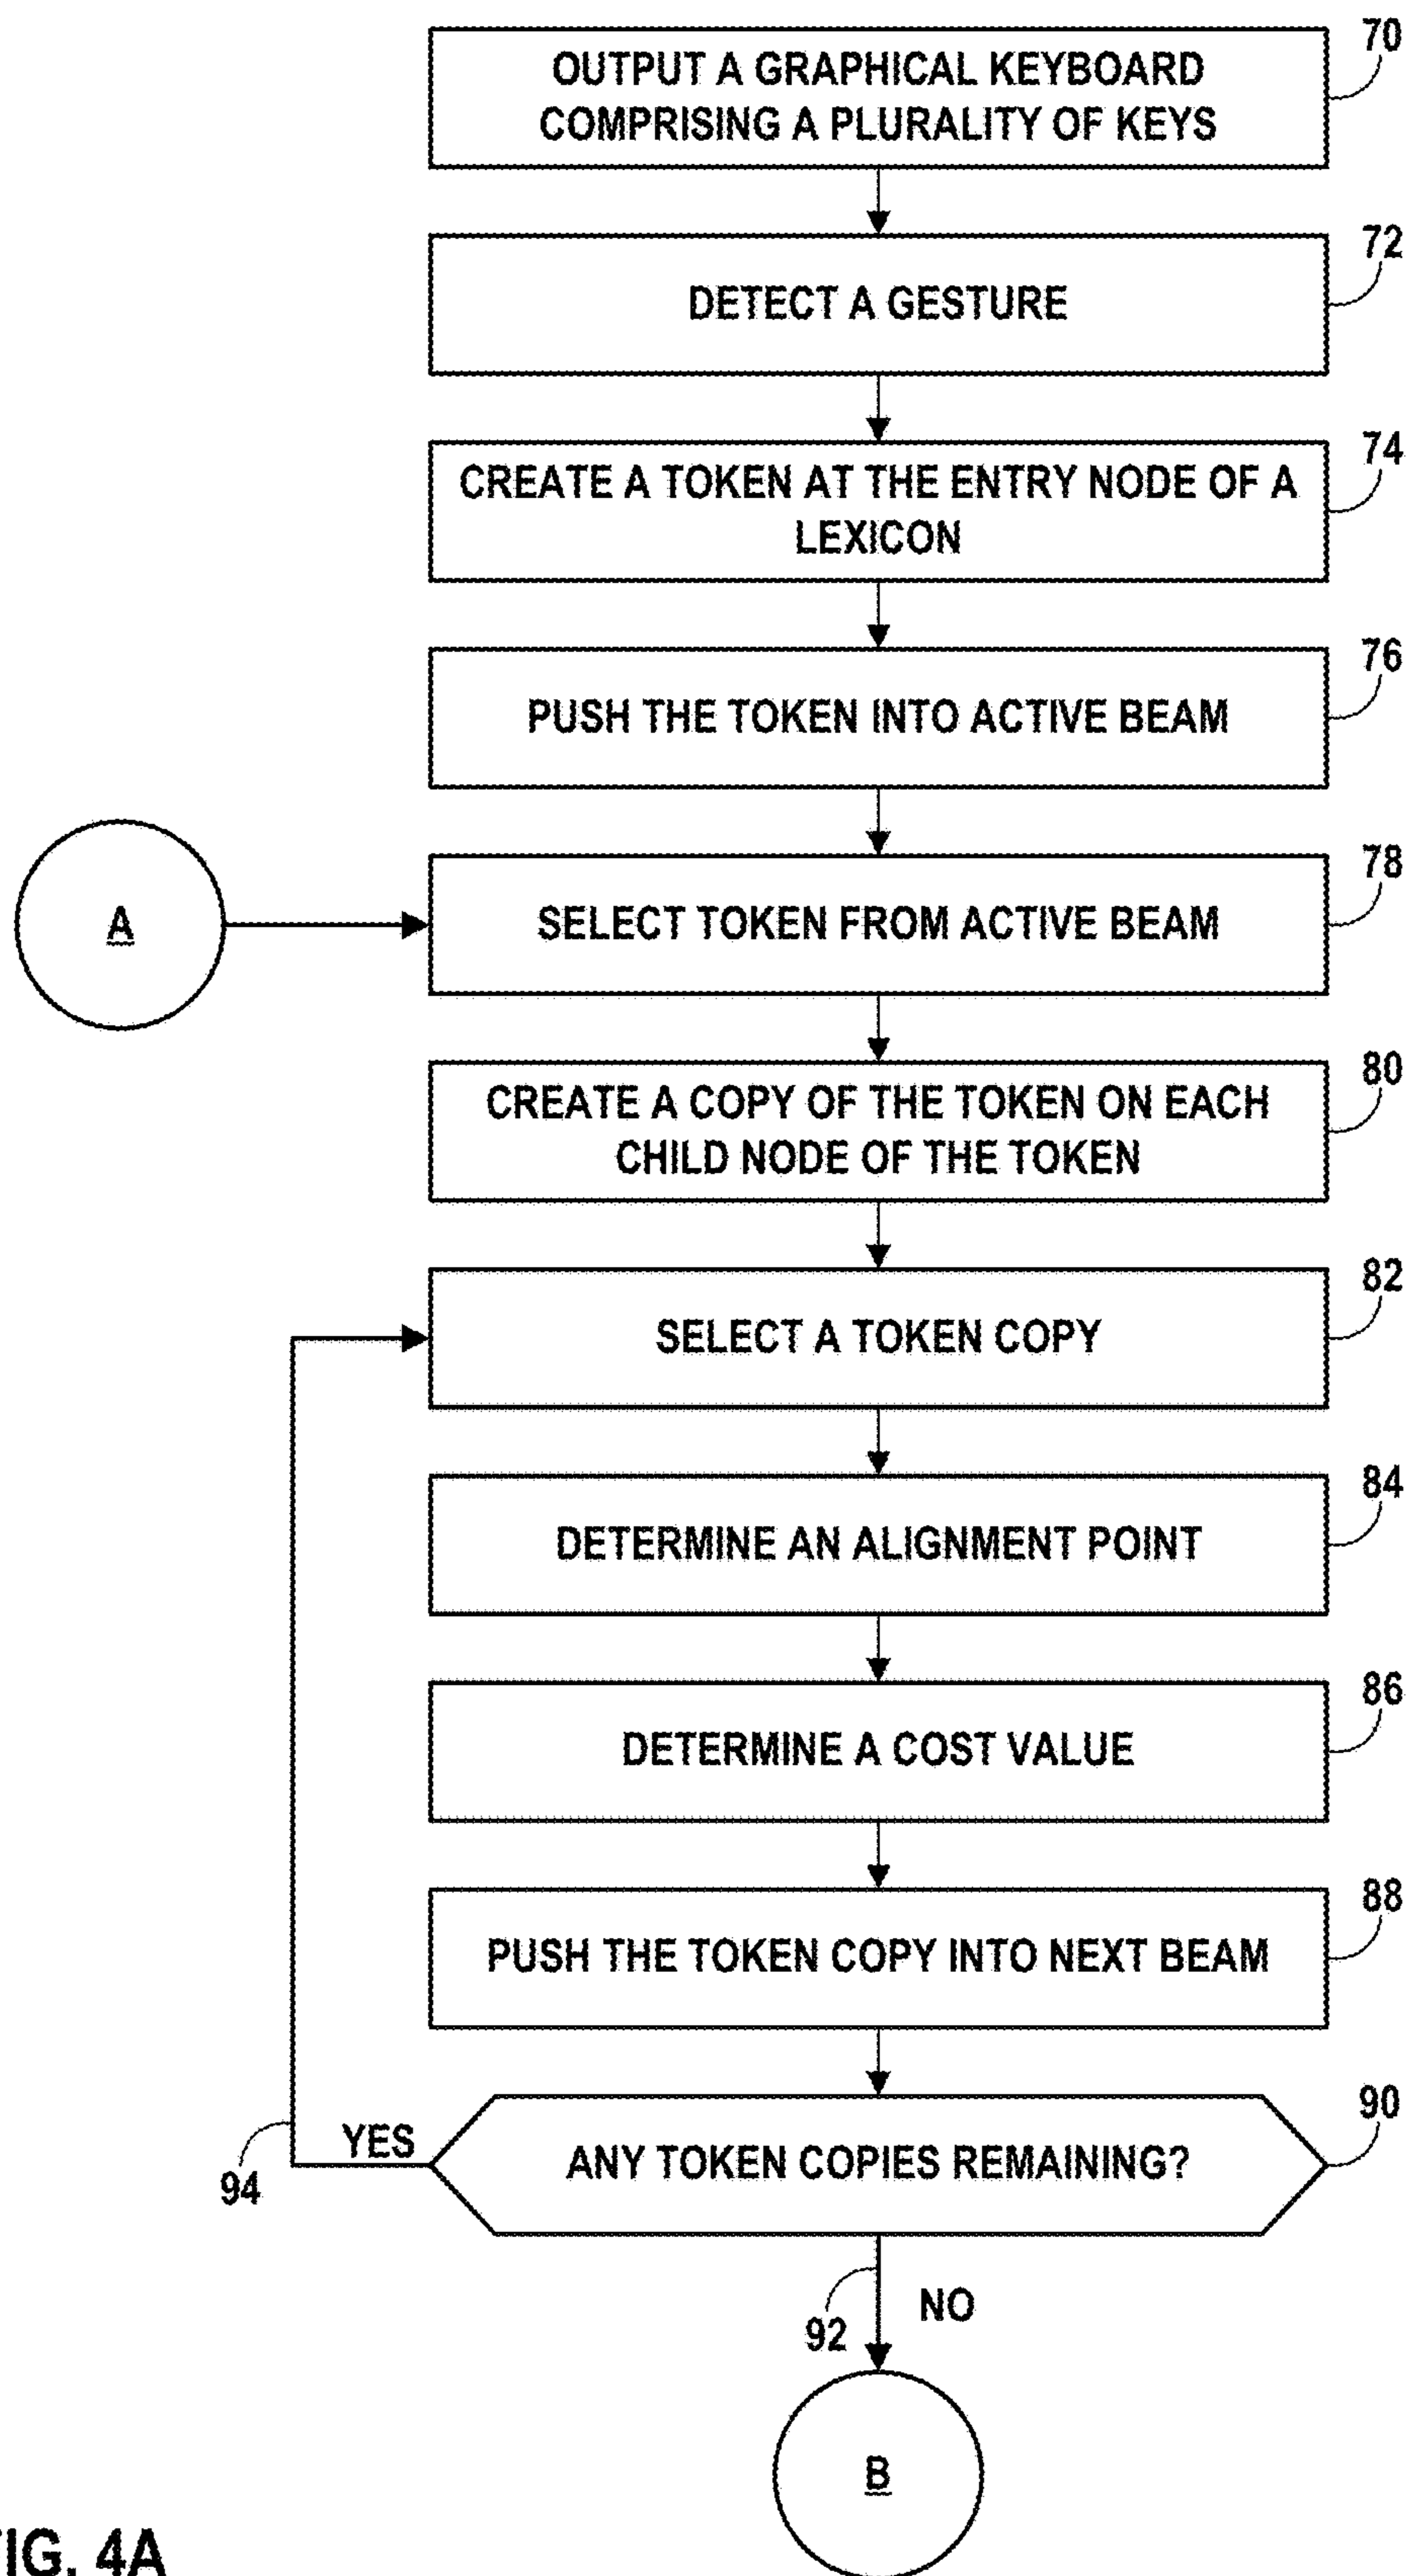 70
OUTPUT A GRAPHICAL KEYBOARD
COMPRISING A PLURALITY OF KEYS
72
DETECT A GESTURE
74
CREATE A TOKEN AT THE ENTRY NODE OF A
LEXICON
76
PUSH THE TOKEN INTO ACTIVE BEAM
78
A
SELECT TOKEN FROM ACTIVE BEAM
80
CREATE A COPY OF THE TOKEN ON EACH
CHILD NODE OF THE TOKEN
82
SELECT A TOKEN COPY
84
DETERMINE AN ALIGNMENT POINT
86
DETERMINE A COST VALUE
88
PUSH THE TOKEN COPY INTO NEXT BEAM
90
YES
ANY TOKEN COPIES REMAINING?
94
NO
92
B
IG. 4A